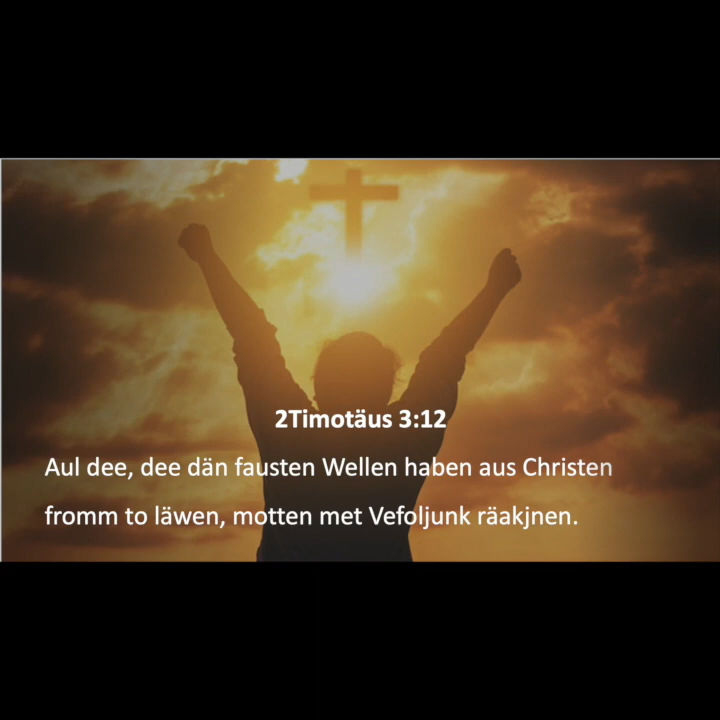 2Timotäus 3:12
Aul dee, dee dän fausten Wellen haben aus Christen
fromm to läwen, motten met Vefoljunk räakjnen.